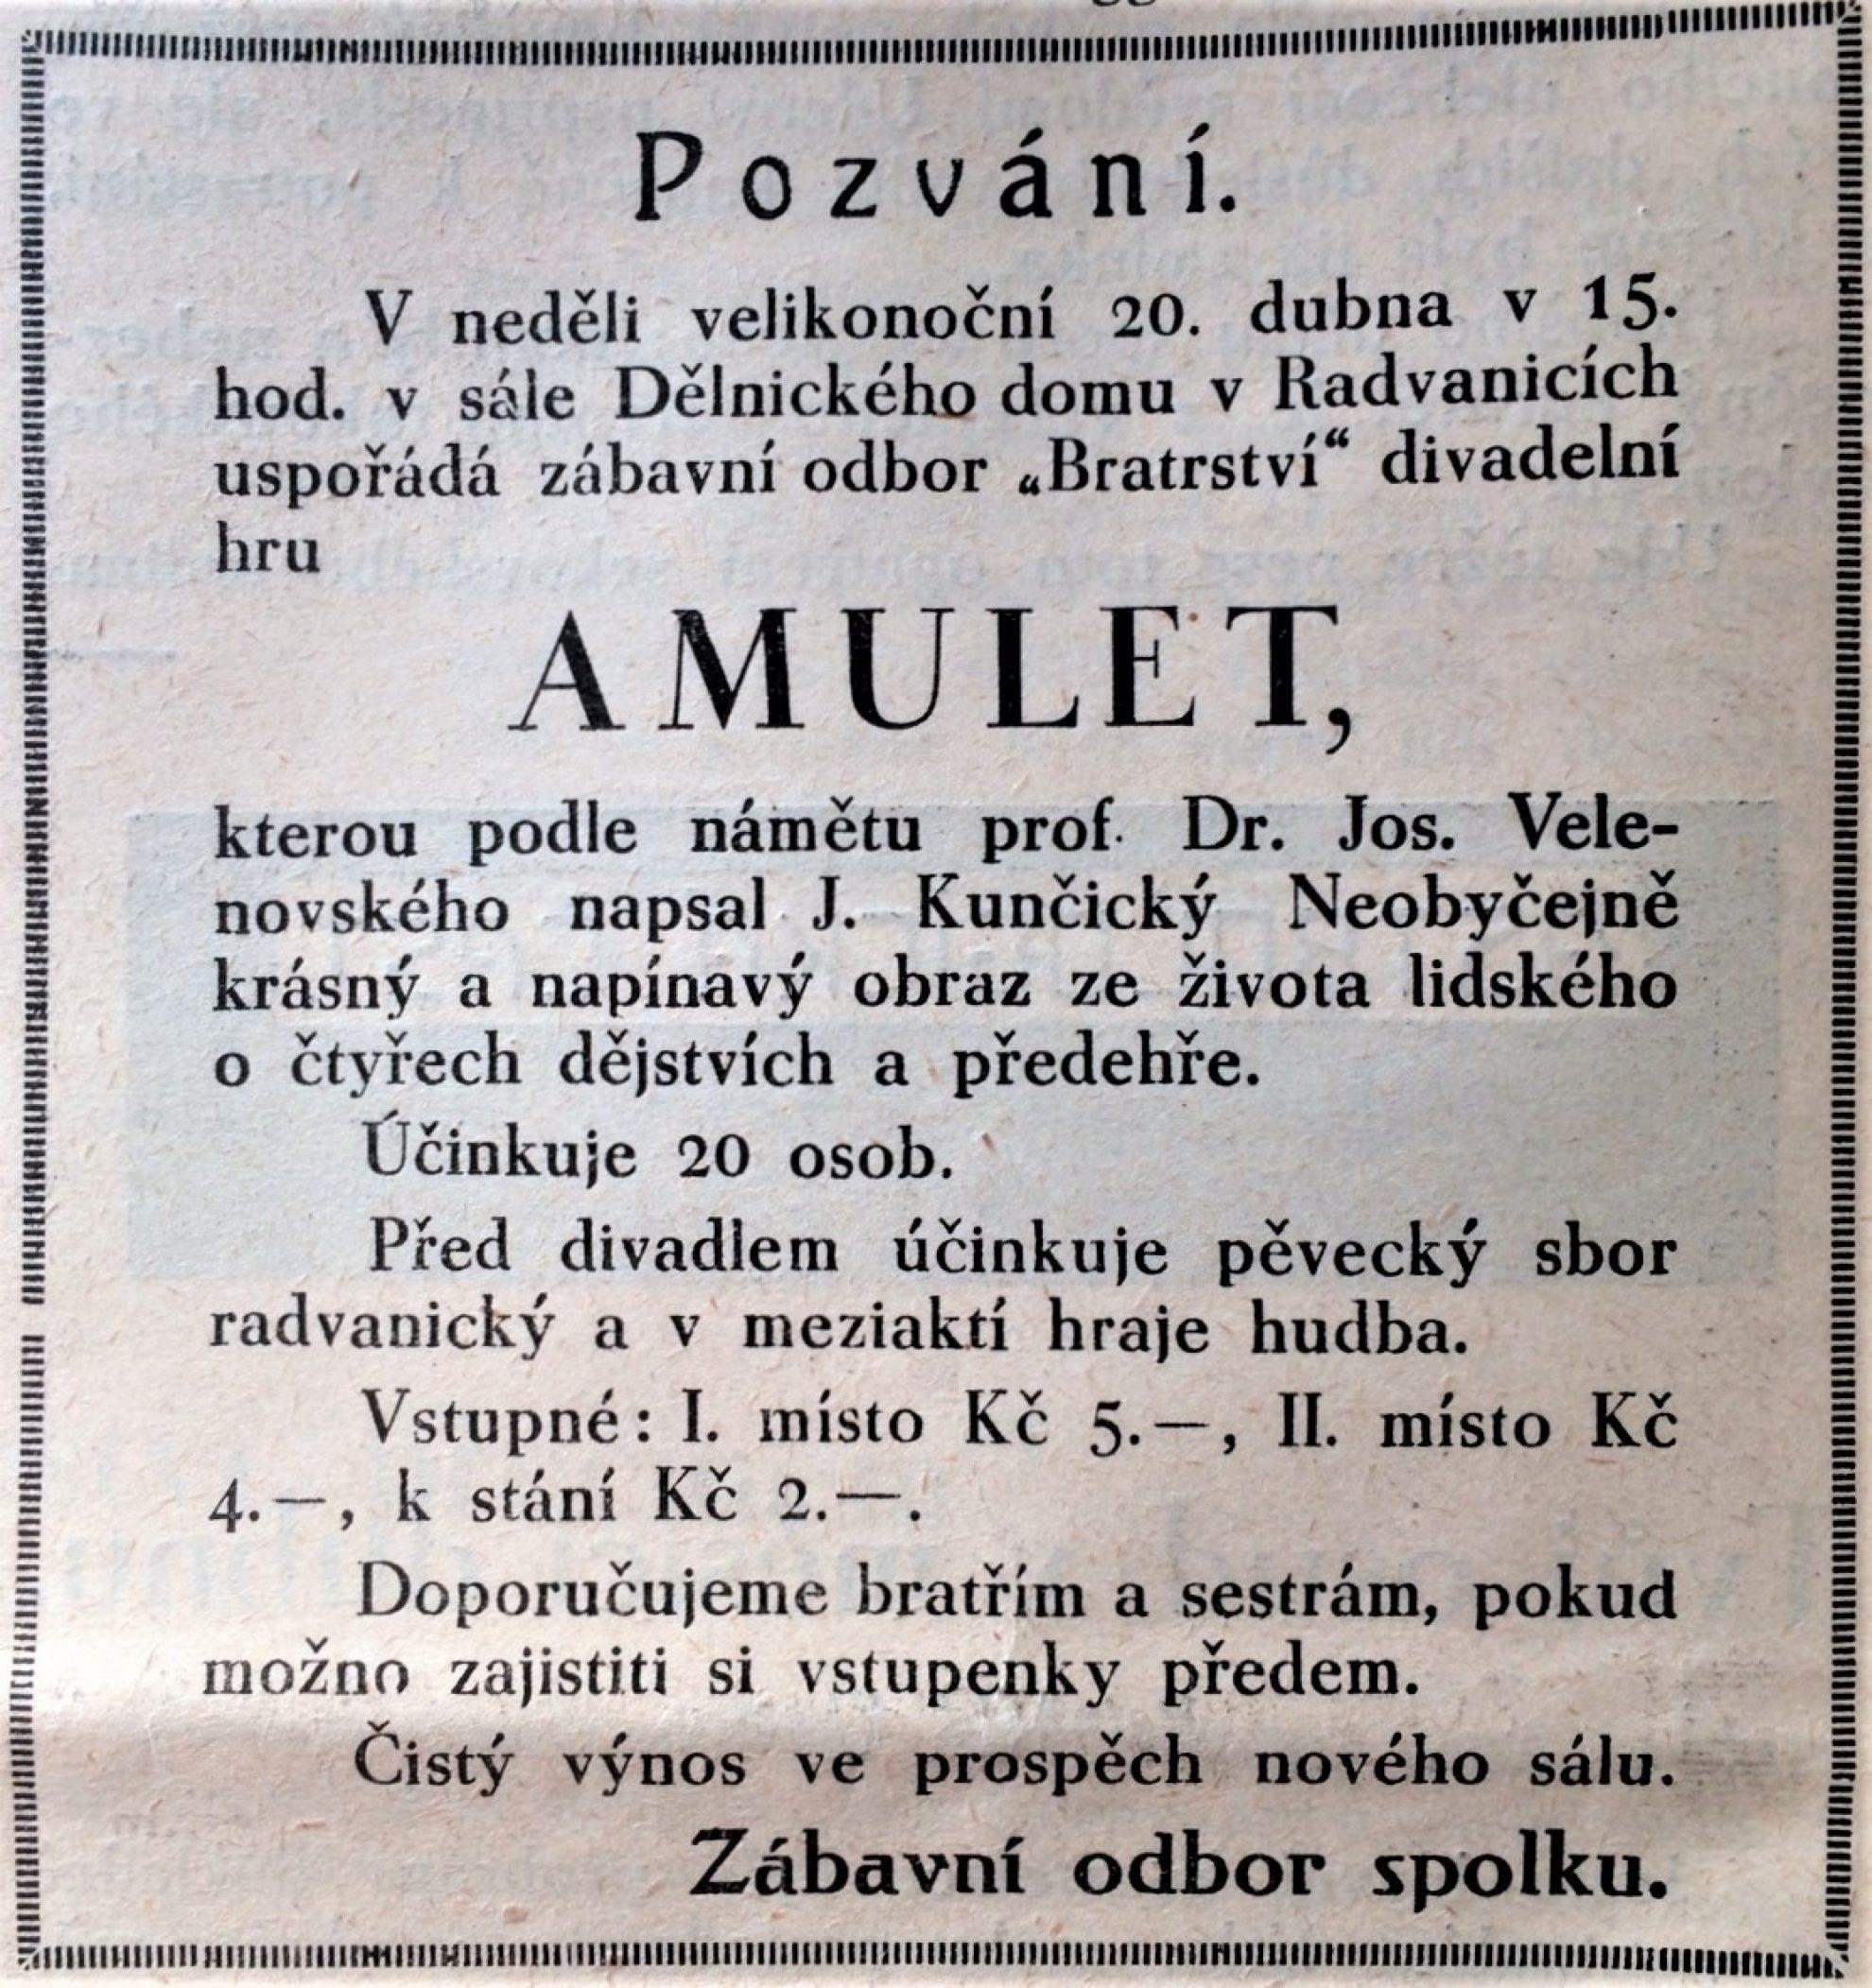 Pozvání.
V neděli velikonoční 20. dubna v 15.
hod. v sále Dělnického domu v Radvanicích
uspořádá zábavní odbor „Bratrství“ divadelní
hru
AMULET,
kterou podle námětu prof. Dr. Jos. Vele-
novského napsal J. Kunčický Neobyčejně
krásný a napínavý obraz ze života lidského
o čtyřech dějstvích a předehře.
Účinkuje 20 osob.
Před divadlem účinkuje pěvecký sbor
radvanický a v meziaktí hraje hudba.
Vstupné: I. místo Kč 5.—, II. místo Kč
4.—, k stání Kč 2.—.
Doporučujeme bratřím a sestrám, pokud
možno zajistiti si vstupenky předem.
Čistý výnos ve prospěch nového sálu.
Zábavní odbor spolku.